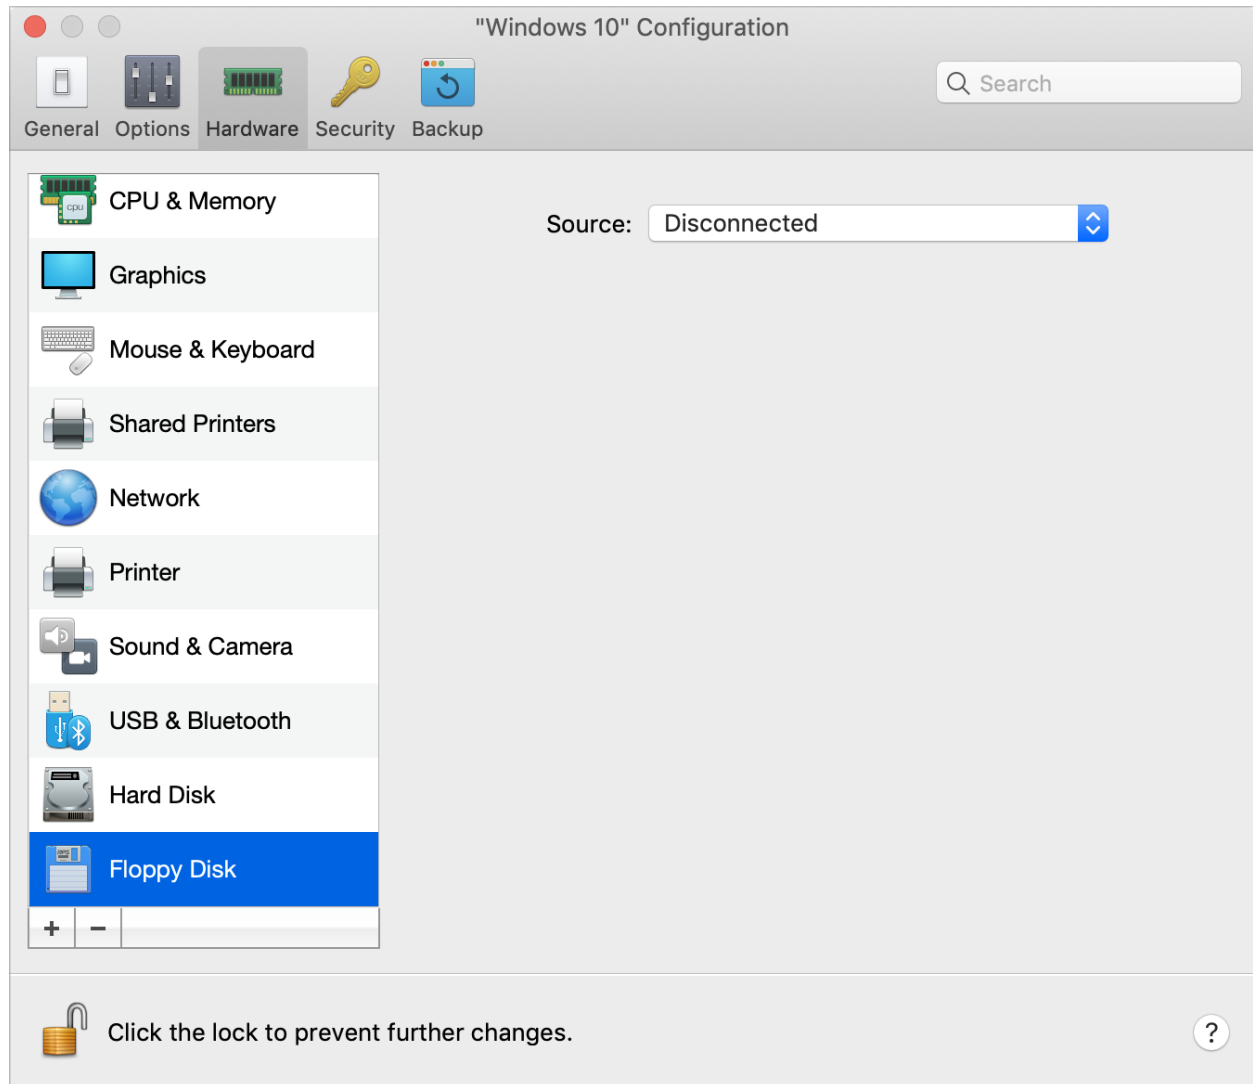 "Windows 10" Configuration
General Options Hardware Security Backup
Search
CPU & Memory
cpu
Source: Disconnected
Graphics
Mouse & Keyboard
Shared Printers
Network
Printer
Sound & Camera
USB & Bluetooth
Hard Disk
Floppy Disk
+ −
Click the lock to prevent further changes.
?